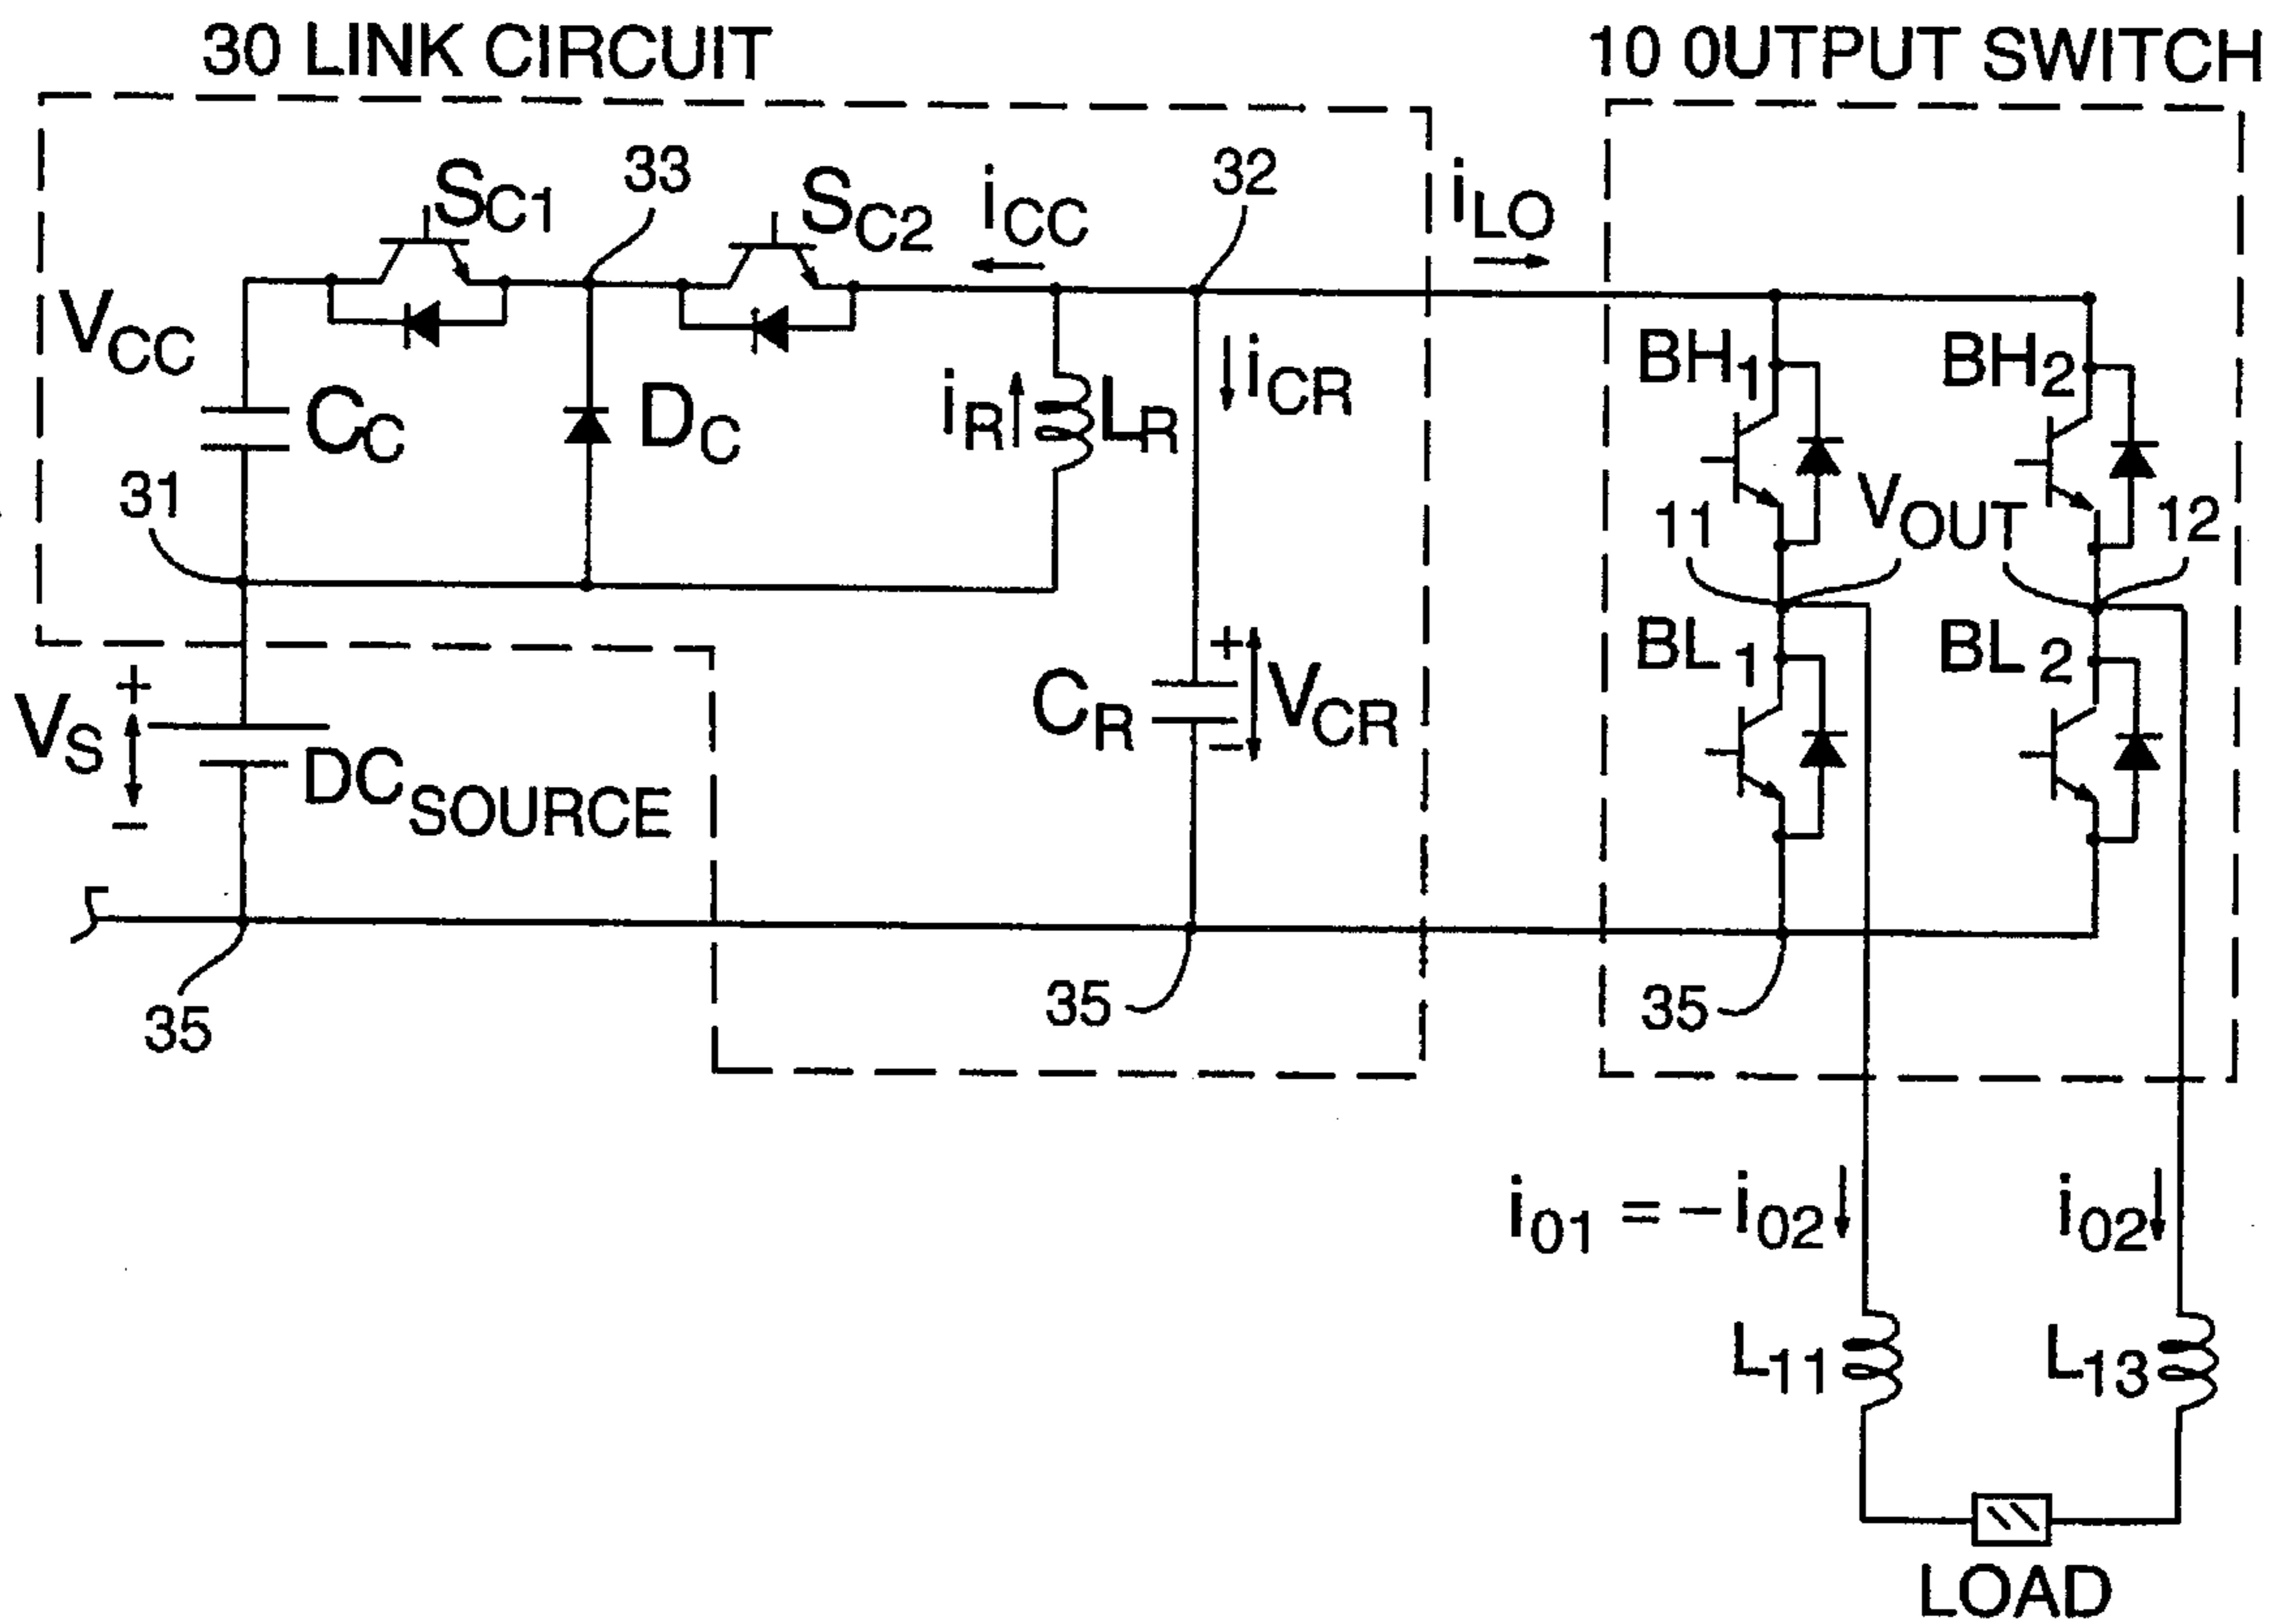 30 LINK CIRCUIT
10 0UTPUT SWITCH
SC1
33
SC2
iCC
32
iLO
VCC
CC
DC
iR
LR
iCR
BH1
BH2
31
11
VOUT
12
BL1
BL2
+
VS
−
DCSOURCE
CR
+
VCR
−
35
35
35
i01 = −i02
i02
L11
L13
LOAD